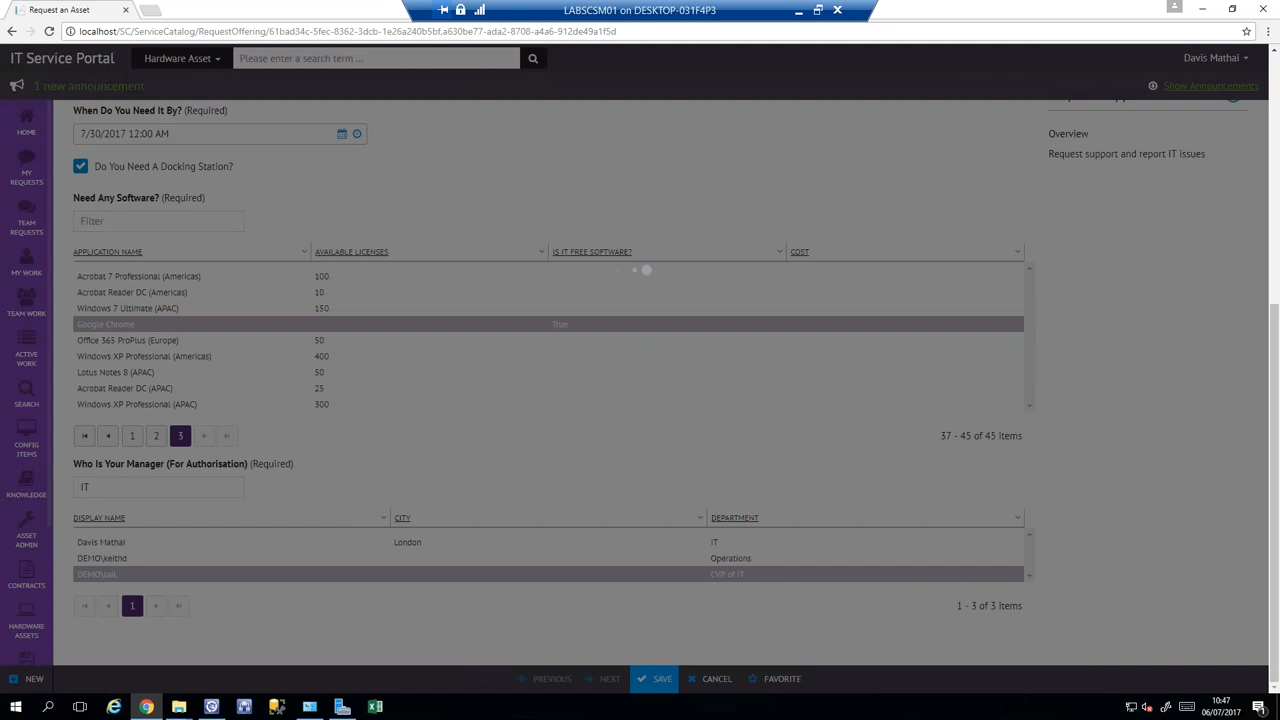 Request an Asset
LABSCSM01 on DESKTOP-031F4P3
localhost/SC/ServiceCatalog/RequestOffering/61bad34c-5fec-8362-3dcb-1e26a240b5bf,a630be77-ada2-8708-a4a6-912de49a1f5d
IT Service Portal
Hardware Asset
Please enter a search term ...
Davis Mathai
1 new announcement
Show Announcements
When Do You Need It By? (Required)
7/30/2017 12:00 AM
Do You Need A Docking Station?
Overview
Request support and report IT issues
Need Any Software? (Required)
Filter
APPLICATION NAME AVAILABLE LICENSES IS IT FREE SOFTWARE? COST
Acrobat 7 Professional (Americas) 100
Acrobat Reader DC (Americas) 10
Windows 7 Ultimate (APAC) 150
Google Chrome True
Office 365 ProPlus (Europe) 50
Windows XP Professional (Americas) 400
Lotus Notes 8 (APAC) 50
Acrobat Reader DC (APAC) 25
Windows XP Professional (APAC) 300
1 2 3
37 - 45 of 45 Items
Who Is Your Manager (For Authorisation) (Required)
IT
DISPLAY NAME CITY DEPARTMENT
Davis Mathai London IT
DEMO\keithd Operations
DEMO\tall CVP of IT
1
1 - 3 of 3 Items
HOME
MY REQUESTS
TEAM REQUESTS
MY WORK
TEAM WORK
ACTIVE WORK
SEARCH
CONFIG ITEMS
KNOWLEDGE
ASSET ADMIN
CONTRACTS
HARDWARE ASSETS
NEW
PREVIOUS NEXT SAVE CANCEL FAVORITE
10:47
06/07/2017